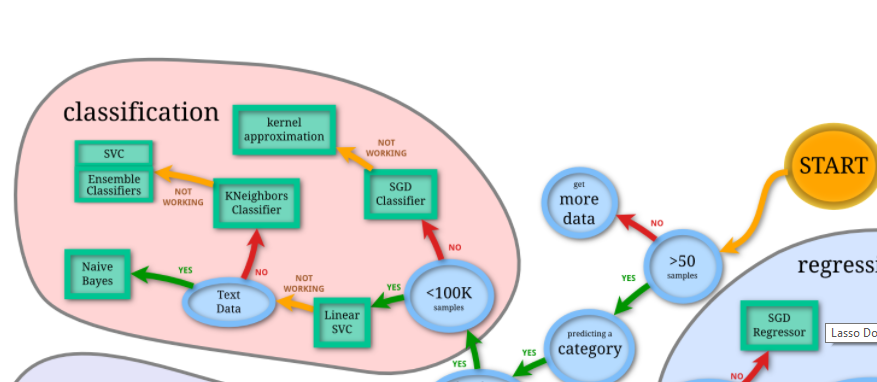 classification
kernel
approximation
NOT
WORKING
SVC
Ensemble
Classifiers
NOT
WORKING
KNeighbors
Classifier
SGD
Classifier
START
get
more
data
NO
>50
samples
YES
NO
Naive
Bayes
YES
NO
Text
Data
NOT
WORKING
Linear
SVC
YES
<100K
samples
YES
predicting a
category
YES
regressi
SGD
Regressor
Lasso Do
NO